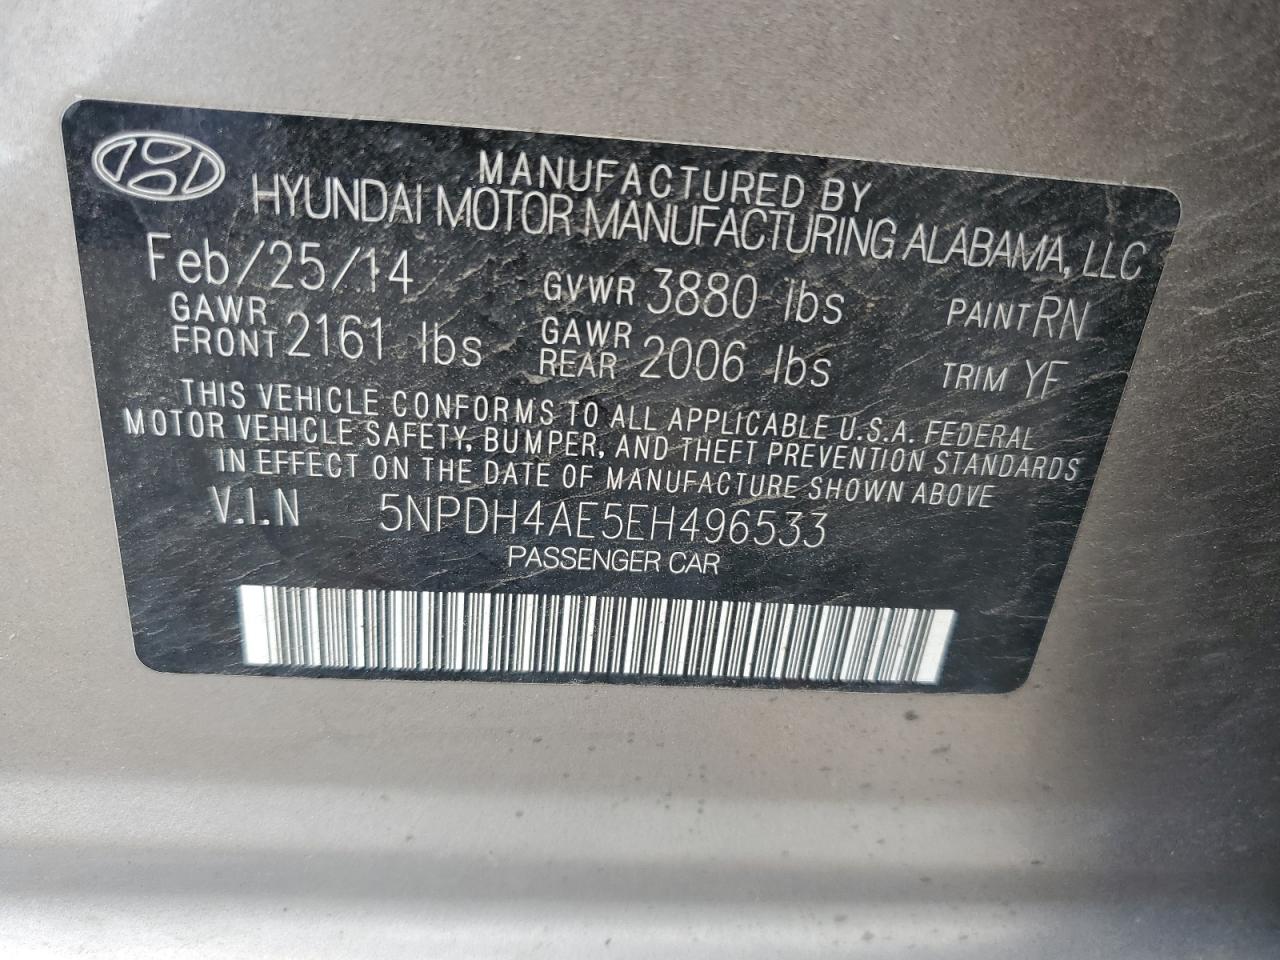 MANUFACTURED BY
HYUNDAI MOTOR MANUFACTURING ALABAMA, LLC
Feb/25/14 GVWR 3880 lbs PAINT RN
GAWR FRONT 2161 lbs GAWR REAR 2006 lbs TRIM YF
THIS VEHICLE CONFORMS TO ALL APPLICABLE U.S.A. FEDERAL
MOTOR VEHICLE SAFETY, BUMPER, AND THEFT PREVENTION STANDARDS
IN EFFECT ON THE DATE OF MANUFACTURE SHOWN ABOVE
V.I.N 5NPDH4AE5EH496533
PASSENGER CAR